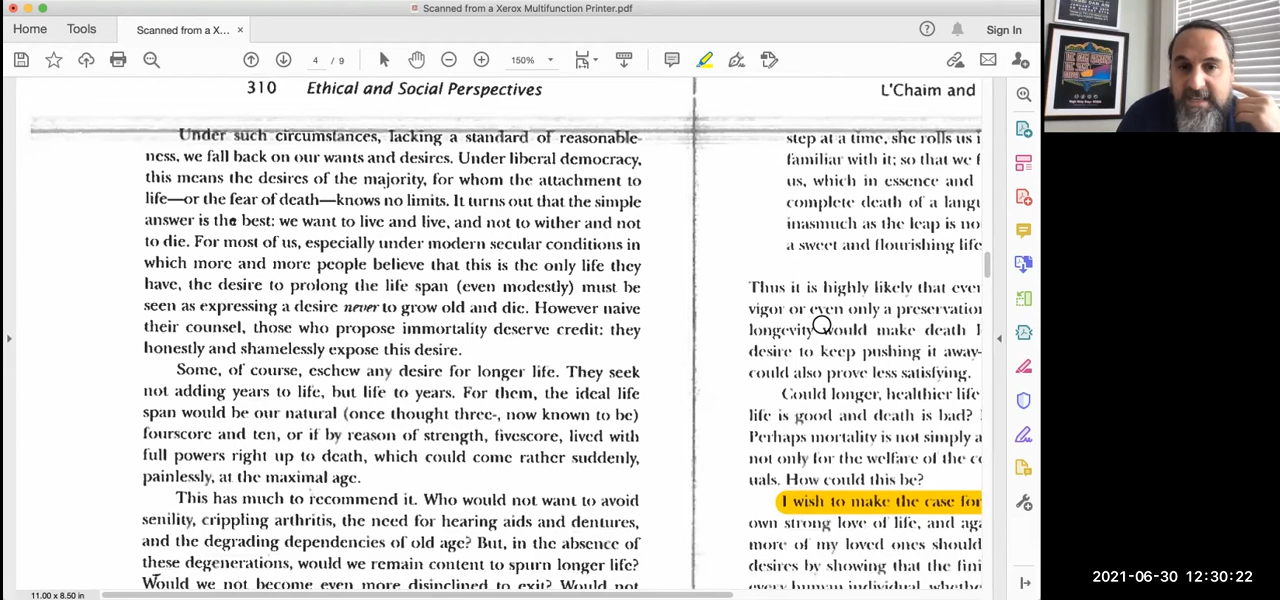 Scanned from a Xerox Multifunction Printer.pdf
Home
Tools
Scanned from a X...
Sign In
4 / 9
150%
310 Ethical and Social Perspectives
Under such circumstances, lacking a standard of reasonable-
ness, we fall back on our wants and desires. Under liberal democracy,
this means the desires of the majority, for whom the attachment to
life—or the fear of death—knows no limits. It turns out that the simple
answer is the best: we want to live and live, and not to wither and not
to die. For most of us, especially under modern secular conditions in
which more and more people believe that this is the only life they
have, the desire to prolong the life span (even modestly) must be
seen as expressing a desire never to grow old and die. However naive
their counsel, those who propose immortality deserve credit: they
honestly and shamelessly expose this desire.
Some, of course, eschew any desire for longer life. They seek
not adding years to life, but life to years. For them, the ideal life
span would be our natural (once thought three-, now known to be)
fourscore and ten, or if by reason of strength, fivescore, lived with
full powers right up to death, which could come rather suddenly,
painlessly, at the maximal age.
This has much to recommend it. Who would not want to avoid
senility, crippling arthritis, the need for hearing aids and dentures,
and the degrading dependencies of old age? But, in the absence of
these degenerations, would we remain content to spurn longer life?
Would we not become even more disinclined to exit? Would not
L'Chaim and
step at a time, she rolls us
familiar with it; so that we
us, which in essence and
complete death of a
inasmuch as the leap is
a sweet and flourishing life
Thus it is highly likely that
vigor or even only a
longevity would make death
desire to keep pushing it away
could also prove less satisfying.
Could longer, healthier life
life is good and death is bad?
Perhaps mortality is not simply
not only for the welfare of the
uals. How could this be?
I wish to make the case for
own strong love of life, and
more of my loved ones should
desires by showing that the
every human individual,
11.00 x 8.50 in
2021-06-30 12:30:22